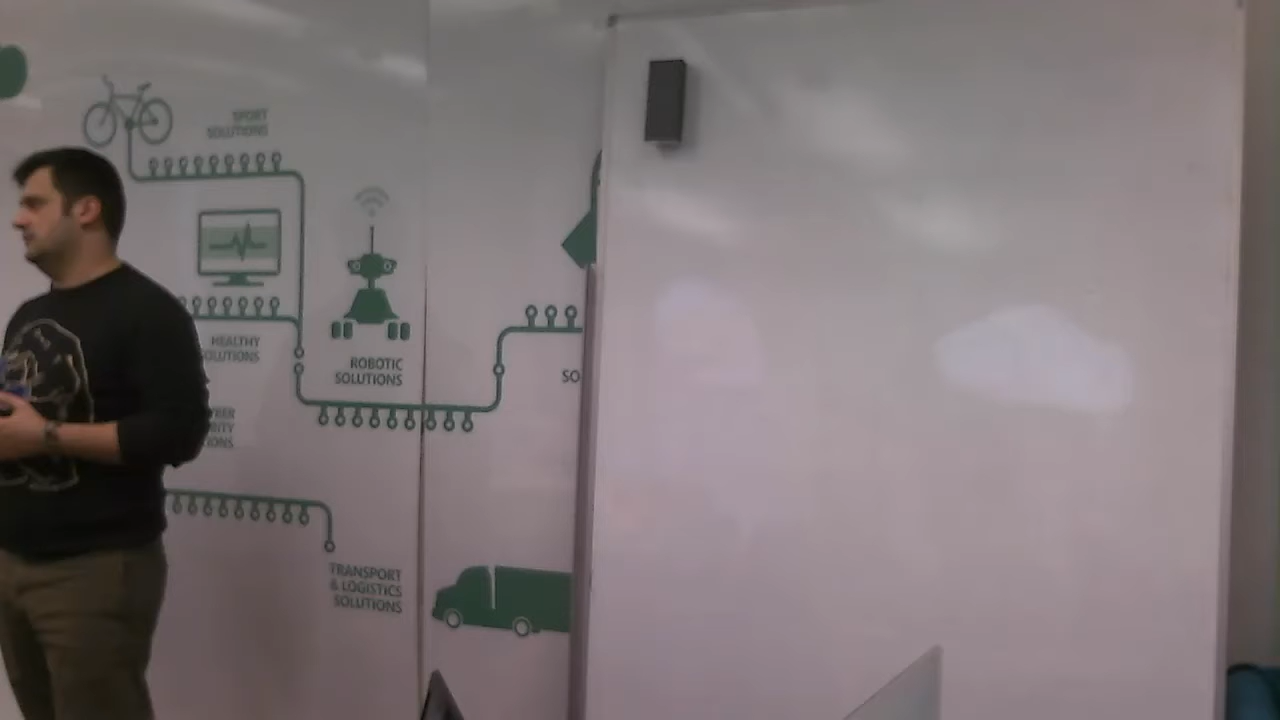 SPORT
SOLUTIONS
HEALTHY
SOLUTIONS
ROBOTIC
SOLUTIONS
SO
TRANSPORT
& LOGISTICS
SOLUTIONS